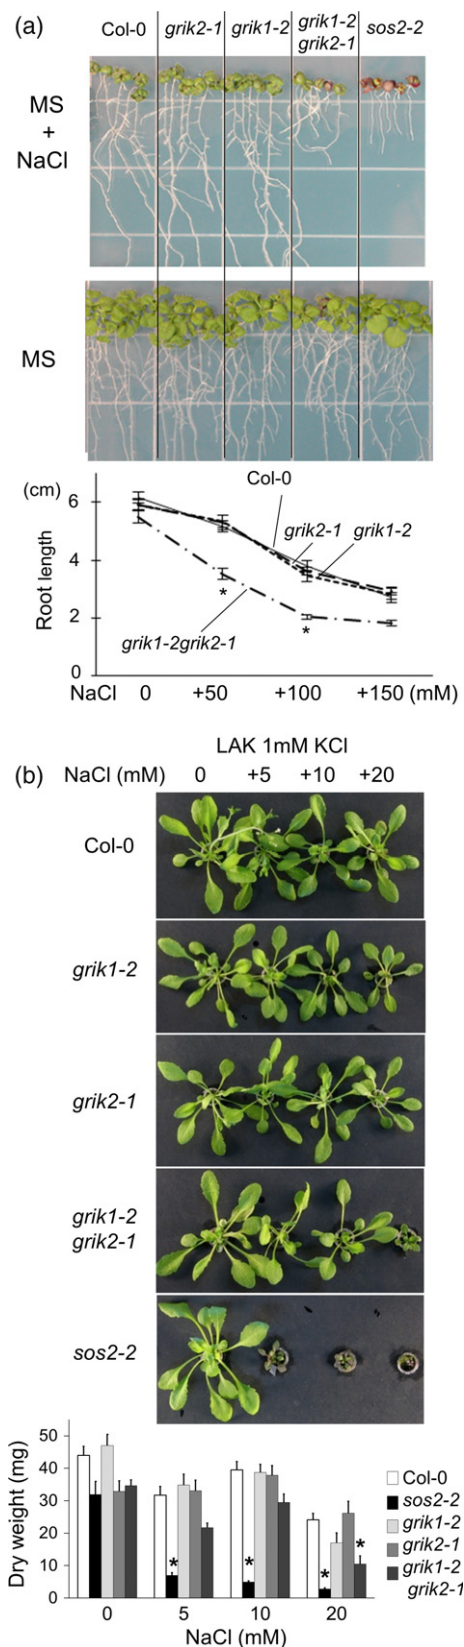 (a)
Col-0 grik2-1 grik1-2 grik1-2 grik2-1 sos2-2
MS
+
NaCl
MS
(cm)
6
4
2
0
Root length
Col-0
grik2-1
grik1-2
*
*
grik1-2grik2-1
NaCl 0 +50 +100 +150 (mM)
LAK 1mM KCl
(b) NaCl (mM) 0 +5 +10 +20
Col-0
grik1-2
grik2-1
grik1-2
grik2-1
sos2-2
50
40
30
20
10
0
Dry weight (mg)
* * * *
Col-0
sos2-2
grik1-2
grik2-1
grik1-2
grik2-1
0 5 10 20
NaCl (mM)